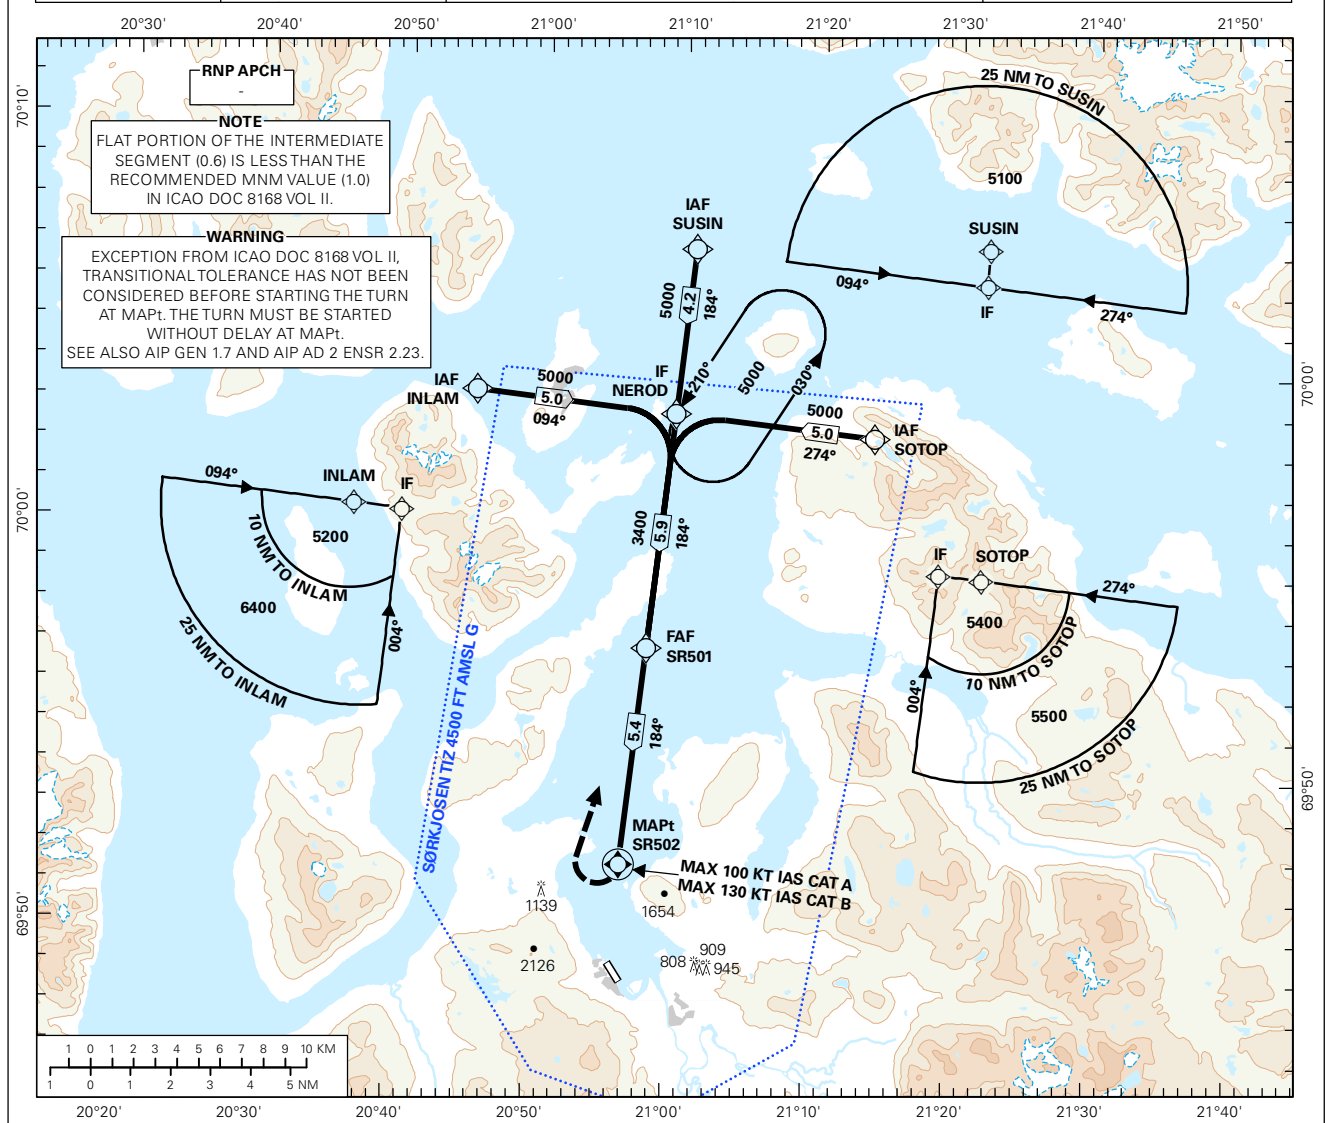 20°30'
20°40'
20°50'
21°00'
21°10'
21°20'
21°30'
21°40'
21°50'
70°10'
RNP APCH
-
NOTE
FLAT PORTION OF THE INTERMEDIATE
SEGMENT (0.6) IS LESS THAN THE
RECOMMENDED MNM VALUE (1.0)
IN ICAO DOC 8168 VOL II.
WARNING
EXCEPTION FROM ICAO DOC 8168 VOL II,
TRANSITIONAL TOLERANCE HAS NOT BEEN
CONSIDERED BEFORE STARTING THE TURN
AT MAPt. THE TURN MUST BE STARTED
WITHOUT DELAY AT MAPt.
SEE ALSO AIP GEN 1.7 AND AIP AD 2 ENSR 2.23.
25 NM TO SUSIN
5100
SUSIN
IF
094°
274°
IAF
SUSIN
5000
4.2
184°
IF
NEROD
210°
5000
030°
IAF
INLAM
5000
5.0
094°
5000
5.0
274°
IAF
SOTOP
70°00'
094°
INLAM
IF
5200
10 NM TO INLAM
6400
25 NM TO INLAM
004°
70°00'
3400
5.9
184°
IF
SOTOP
274°
5400
10 NM TO SOTOP
004°
5500
25 NM TO SOTOP
FAF
SR501
5.4
184°
SØRKJOSEN TIZ 4500 FT AMSL G
69°50'
MAPt
SR502
MAX 100 KT IAS CAT A
MAX 130 KT IAS CAT B
1139
1654
2126
808
909
945
69°50'
1 0 1 2 3 4 5 6 7 8 9 10 KM
1 0 1 2 3 4 5 NM
20°20'
20°30'
20°40'
20°50'
21°00'
21°10'
21°20'
21°30'
21°40'